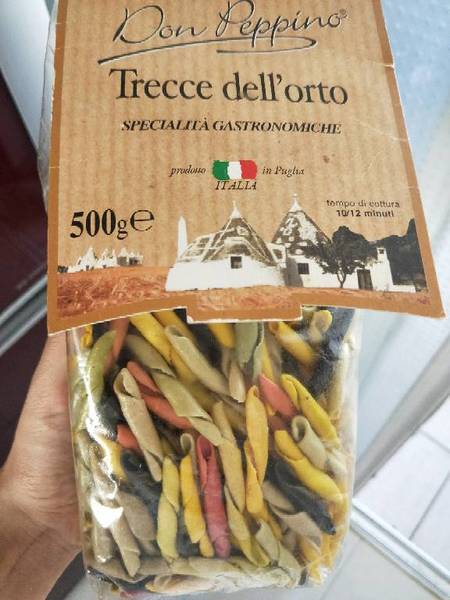 Don Peppino®
Trecce dell'orto
SPECIALITÀ GASTRONOMICHE
prodotto in Puglia
ITALIA
tempo di cottura
10/12 minuti
500g℮